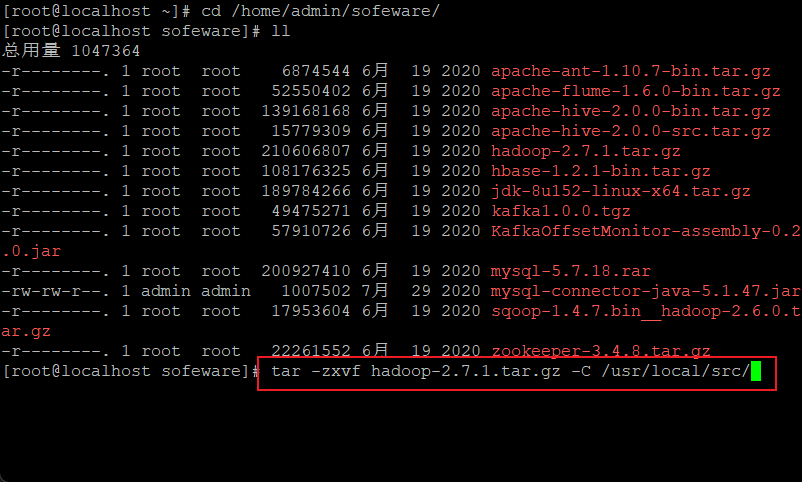 [root@localhost ~]# cd /home/admin/sofeware/
[root@localhost sofeware]# ll
总用量 1047364
-r--------. 1 root  root   6874544 6月  19 2020 apache-ant-1.10.7-bin.tar.gz
-r--------. 1 root  root  52550402 6月  19 2020 apache-flume-1.6.0-bin.tar.gz
-r--------. 1 root  root 139168168 6月  19 2020 apache-hive-2.0.0-bin.tar.gz
-r--------. 1 root  root  15779309 6月  19 2020 apache-hive-2.0.0-src.tar.gz
-r--------. 1 root  root 210606807 6月  19 2020 hadoop-2.7.1.tar.gz
-r--------. 1 root  root 108176325 6月  19 2020 hbase-1.2.1-bin.tar.gz
-r--------. 1 root  root 189784266 6月  19 2020 jdk-8u152-linux-x64.tar.gz
-r--------. 1 root  root  49475271 6月  19 2020 kafka1.0.0.tgz
-r--------. 1 root  root  57910726 6月  19 2020 KafkaOffsetMonitor-assembly-0.2
.0.jar
-r--------. 1 root  root 200927410 6月  19 2020 mysql-5.7.18.rar
-rw-rw-r--. 1 admin admin   1007502 7月  29 2020 mysql-connector-java-5.1.47.jar
-r--------. 1 root  root  17953604 6月  19 2020 sqoop-1.4.7.bin__hadoop-2.6.0.t
ar.gz
-r--------. 1 root  root  22261552 6月  19 2020 zookeeper-3.4.8.tar.gz
[root@localhost sofeware]# tar -zxvf hadoop-2.7.1.tar.gz -C /usr/local/src/